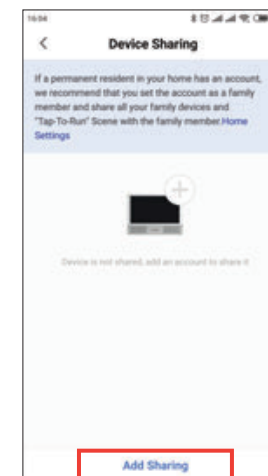 16:04
Device Sharing
If a permanent resident in your home has an account,
we recommend that you set the account as a family
member and share all your family devices and
"Tap-To-Run" Scene with the family member.Home
Settings
Device is not shared, add an account to share it
Add Sharing